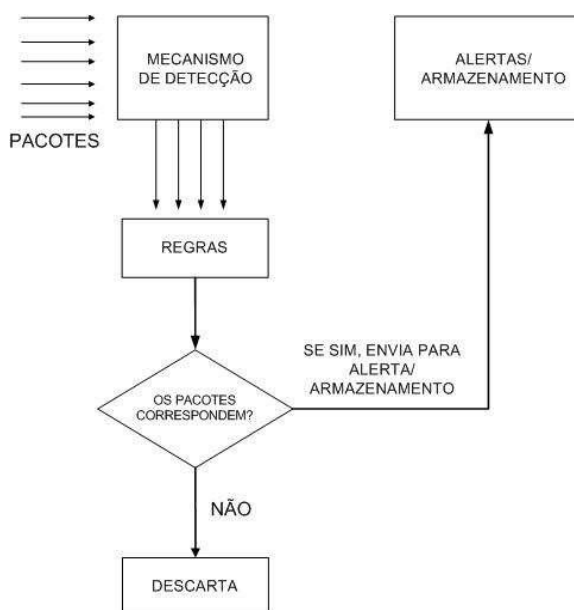 MECANISMO
DE DETECÇÃO
ALERTAS/
ARMAZENAMENTO
PACOTES
REGRAS
SE SIM, ENVIA PARA
ALERTA/
ARMAZENAMENTO
OS PACOTES
CORRESPONDEM?
NÃO
DESCARTA